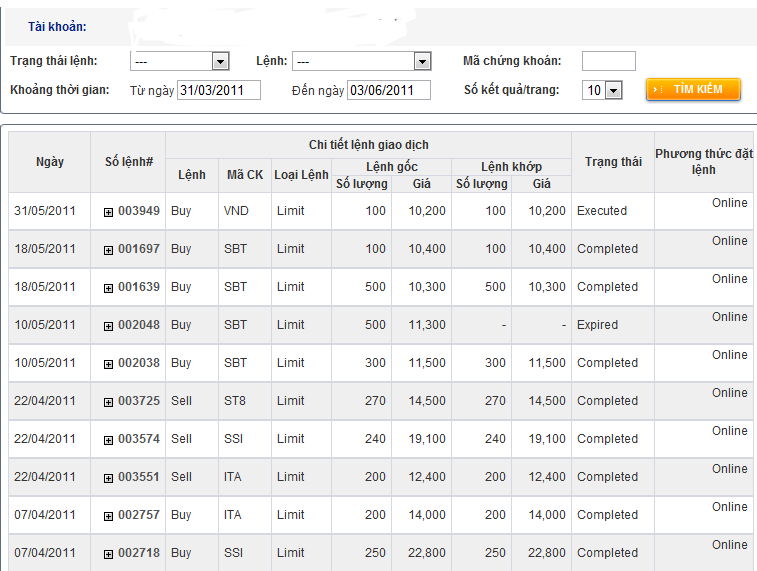 Tài khoản:
Trạng thái lệnh: --- Lệnh: --- Mã chứng khoán:
Khoảng thời gian: Từ ngày 31/03/2011 Đến ngày 03/06/2011 Số kết quả/trang: 10 TÌM KIẾM
Ngày Số lệnh# Chi tiết lệnh giao dịch Trạng thái Phương thức đặt lệnh
Lệnh Mã CK Loại Lệnh Lệnh gốc Lệnh khớp
Số lượng Giá Số lượng Giá
31/05/2011 003949 Buy VND Limit 100 10,200 100 10,200 Executed Online
18/05/2011 001697 Buy SBT Limit 100 10,400 100 10,400 Completed Online
18/05/2011 001639 Buy SBT Limit 500 10,300 500 10,300 Completed Online
10/05/2011 002048 Buy SBT Limit 500 11,300 - - Expired Online
10/05/2011 002038 Buy SBT Limit 300 11,500 300 11,500 Completed Online
22/04/2011 003725 Sell ST8 Limit 270 14,500 270 14,500 Completed Online
22/04/2011 003574 Sell SSI Limit 240 19,100 240 19,100 Completed Online
22/04/2011 003551 Sell ITA Limit 200 12,400 200 12,400 Completed Online
07/04/2011 002757 Buy ITA Limit 200 14,000 200 14,000 Completed Online
07/04/2011 002718 Buy SSI Limit 250 22,800 250 22,800 Completed Online